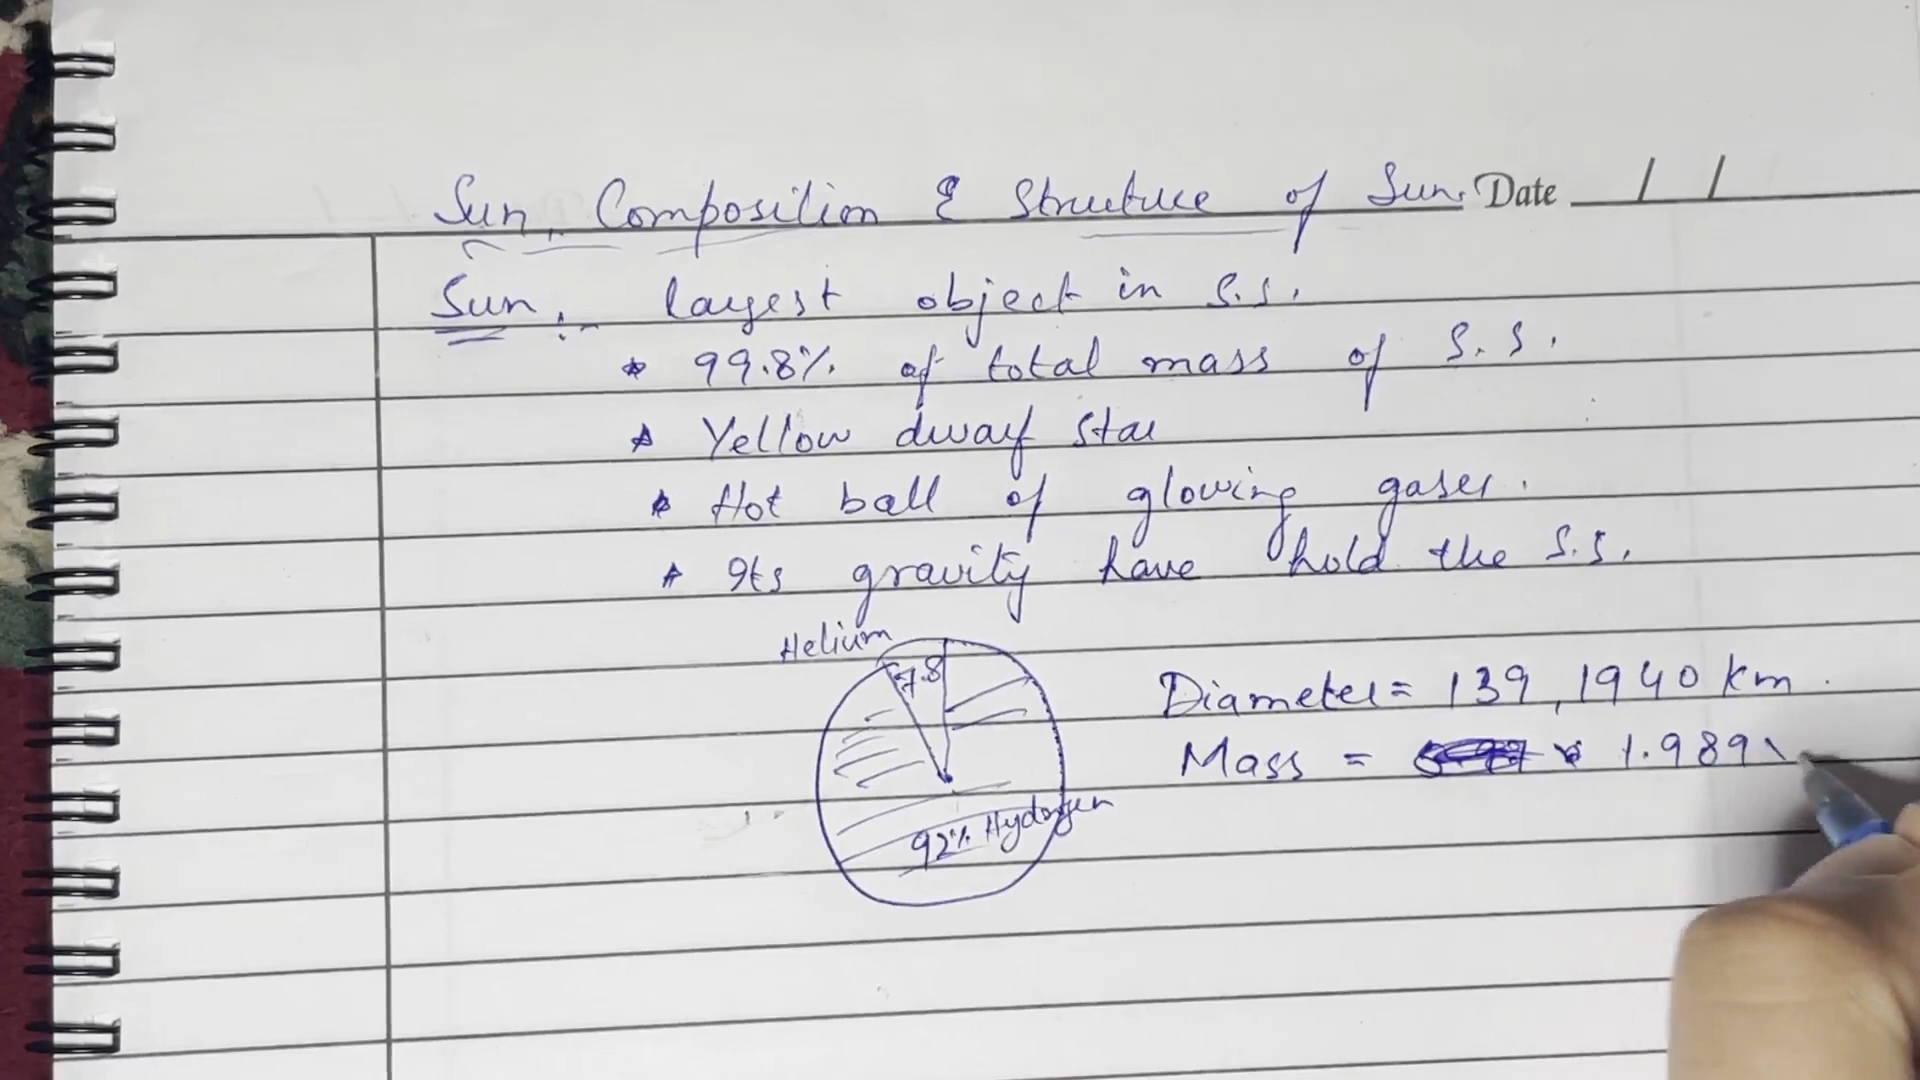 Sun, Composition & Structure of Sun. Date / /
Sun :- largest object in S.S.
* 99.8% of total mass of S.S.
* Yellow dwarf star
* Hot ball of glowing gases.
* Its gravity have hold the S.S.
Helium
7.8
92% Hydrogen
Diameter = 139,1940 km.
Mass = 1.989